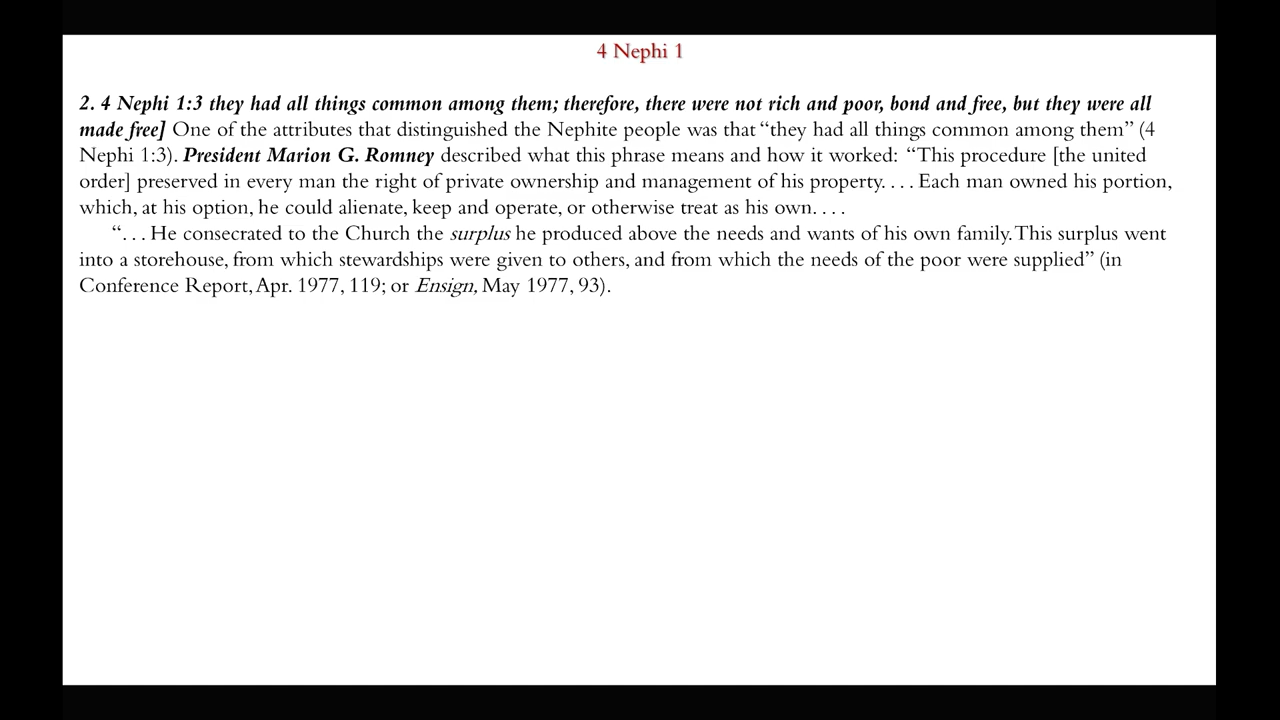 4 Nephi 1
2. 4 Nephi 1:3 they had all things common among them; therefore, there were not rich and poor, bond and free, but they were all
made free] One of the attributes that distinguished the Nephite people was that “they had all things common among them” (4
Nephi 1:3). President Marion G. Romney described what this phrase means and how it worked: “This procedure [the united
order] preserved in every man the right of private ownership and management of his property. . . . Each man owned his portion,
which, at his option, he could alienate, keep and operate, or otherwise treat as his own. . . .
“. . . He consecrated to the Church the surplus he produced above the needs and wants of his own family. This surplus went
into a storehouse, from which stewardships were given to others, and from which the needs of the poor were supplied” (in
Conference Report, Apr. 1977, 119; or Ensign, May 1977, 93).